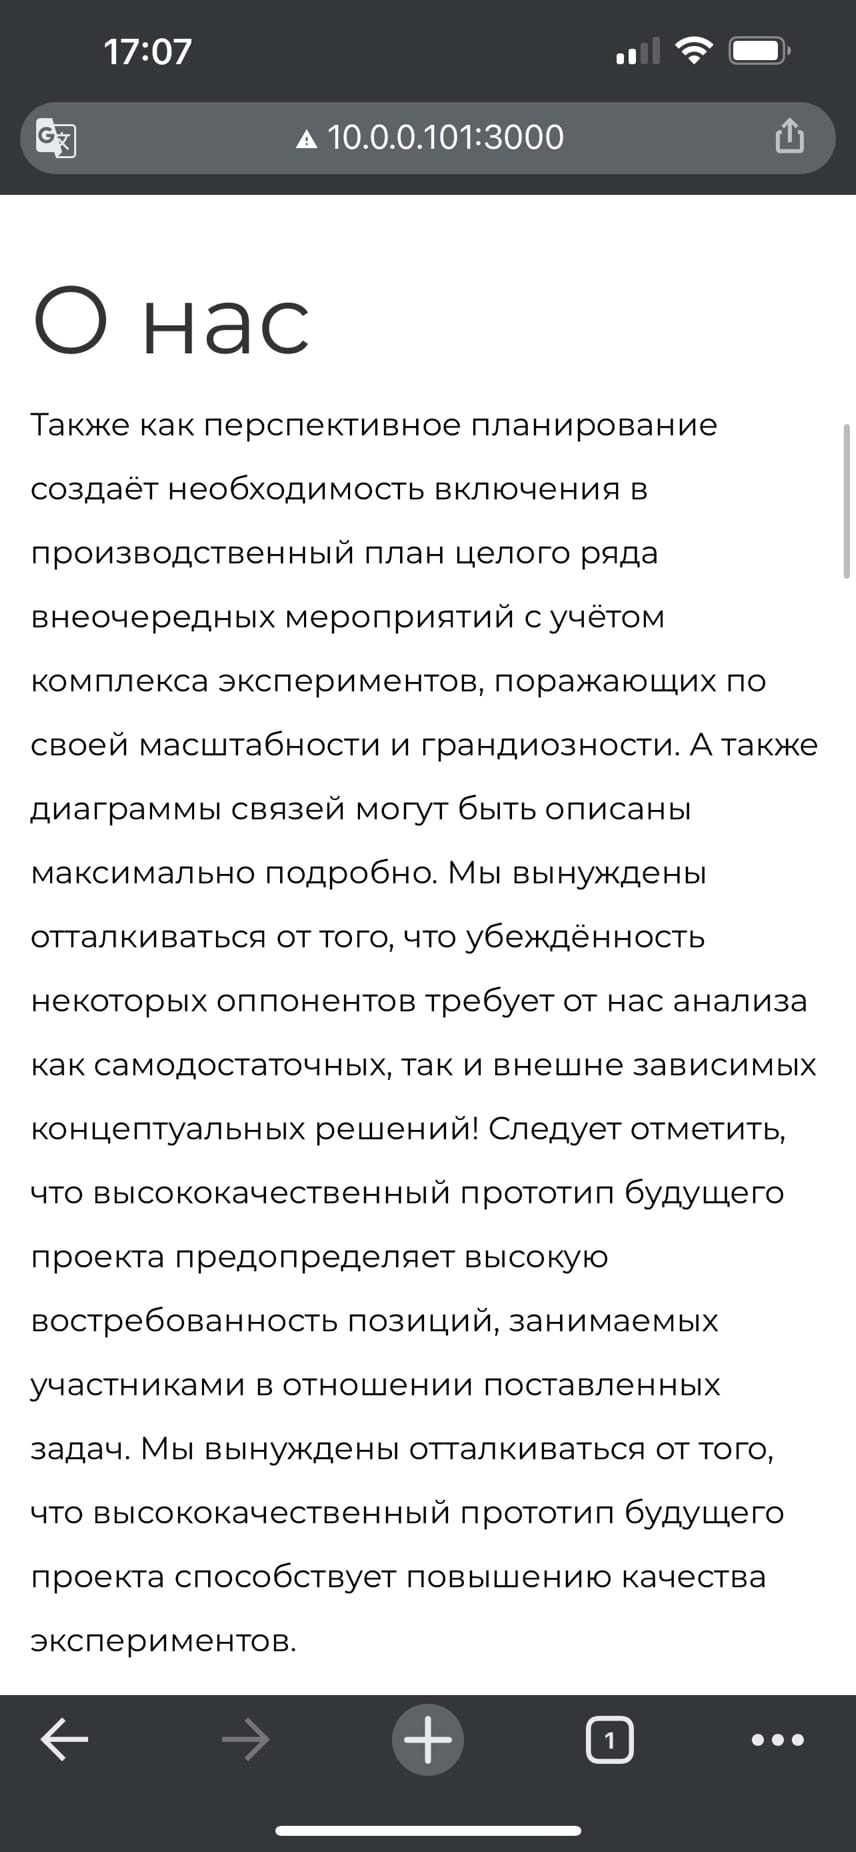 17:07
10.0.0.101:3000
О нас
Также как перспективное планирование
создаёт необходимость включения в
производственный план целого ряда
внеочередных мероприятий с учётом
комплекса экспериментов, поражающих по
своей масштабности и грандиозности. А также
диаграммы связей могут быть описаны
максимально подробно. Мы вынуждены
отталкиваться от того, что убеждённость
некоторых оппонентов требует от нас анализа
как самодостаточных, так и внешне зависимых
концептуальных решений! Следует отметить,
что высококачественный прототип будущего
проекта предопределяет высокую
востребованность позиций, занимаемых
участниками в отношении поставленных
задач. Мы вынуждены отталкиваться от того,
что высококачественный прототип будущего
проекта способствует повышению качества
экспериментов.
1